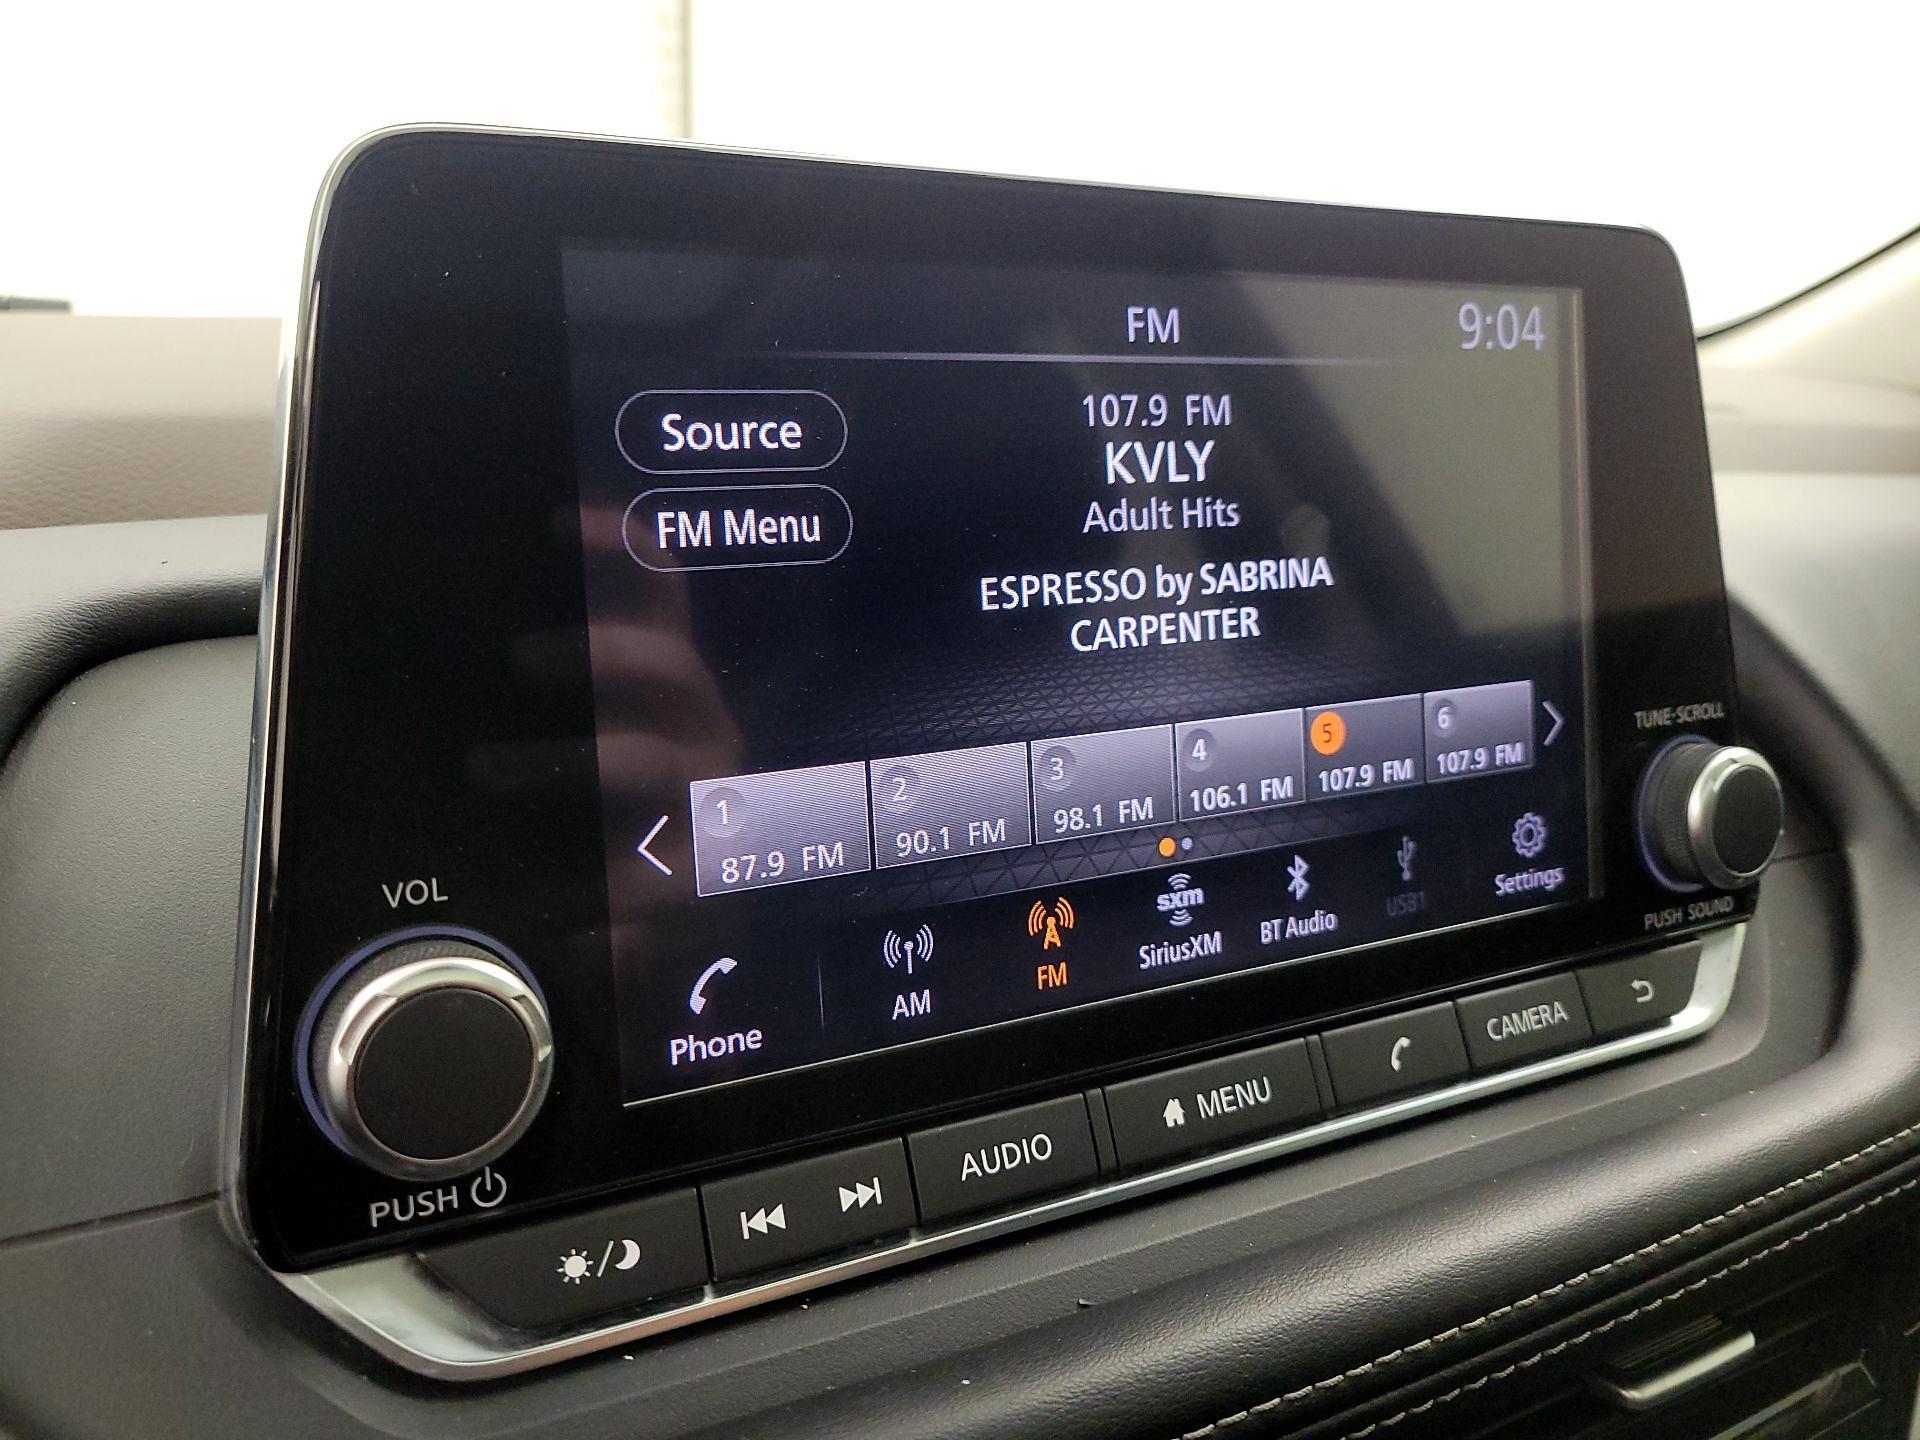 FM
9:04
Source
107.9 FM
KVLY
FM Menu
Adult Hits
ESPRESSO by SABRINA
CARPENTER
1
87.9 FM
2
90.1 FM
3
98.1 FM
4
106.1 FM
5
107.9 FM
6
107.9 FM
TUNE·SCROLL
PUSH SOUND
VOL
PUSH
Phone
AM
FM
sxm
SiriusXM
BT Audio
USB1
Settings
AUDIO
MENU
CAMERA